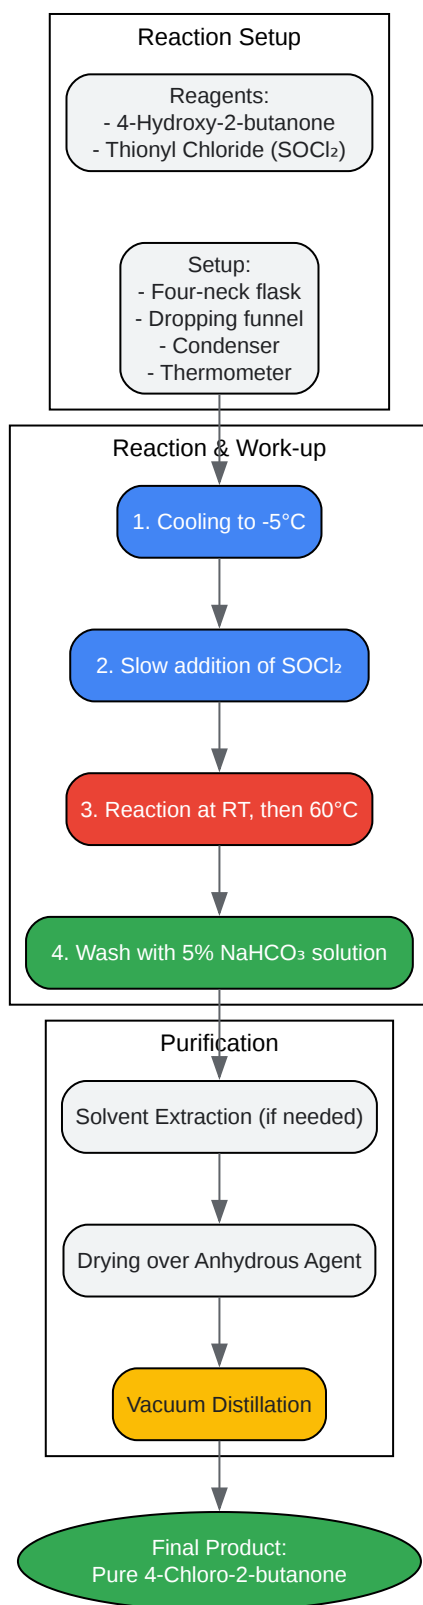 Reaction Setup
Reagents:
- 4-Hydroxy-2-butanone
- Thionyl Chloride (SOCl₂)
Setup:
- Four-neck flask
- Dropping funnel
- Condenser
- Thermometer
Reaction & Work-up
1. Cooling to -5°C
2. Slow addition of SOCl₂
3. Reaction at RT, then 60°C
4. Wash with 5% NaHCO₃ solution
Purification
Solvent Extraction (if needed)
Drying over Anhydrous Agent
Vacuum Distillation
Final Product:
Pure 4-Chloro-2-butanone